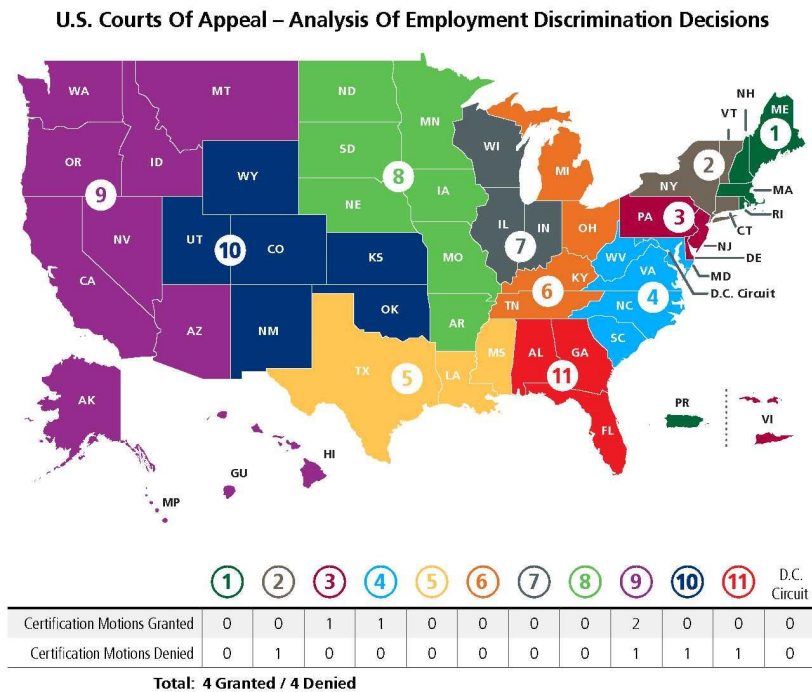 U.S. Courts Of Appeal – Analysis Of Employment Discrimination Decisions
WA
MT
ND
MN
OR
ID
SD
WI
MI
VT
NH
ME
1
2
NY
MA
RI
CT
9
WY
8
NE
IA
PA
3
NJ
DE
MD
D.C. Circuit
NV
UT
10
CO
IL
IN
7
OH
WV
VA
CA
KS
MO
KY
6
NC
4
AZ
NM
OK
AR
TN
SC
TX
5
LA
MS
AL
GA
11
FL
AK
HI
GU
MP
PR
VI
1 2 3 4 5 6 7 8 9 10 11 D.C. Circuit
Certification Motions Granted 0 0 1 1 0 0 0 0 2 0 0 0
Certification Motions Denied 0 1 0 0 0 0 0 0 1 1 1 0
Total: 4 Granted / 4 Denied